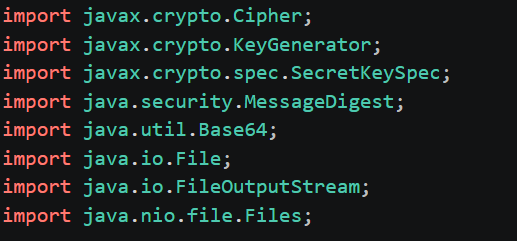 import javax.crypto.Cipher;
import javax.crypto.KeyGenerator;
import javax.crypto.spec.SecretKeySpec;
import java.security.MessageDigest;
import java.util.Base64;
import java.io.File;
import java.io.FileOutputStream;
import java.nio.file.Files;